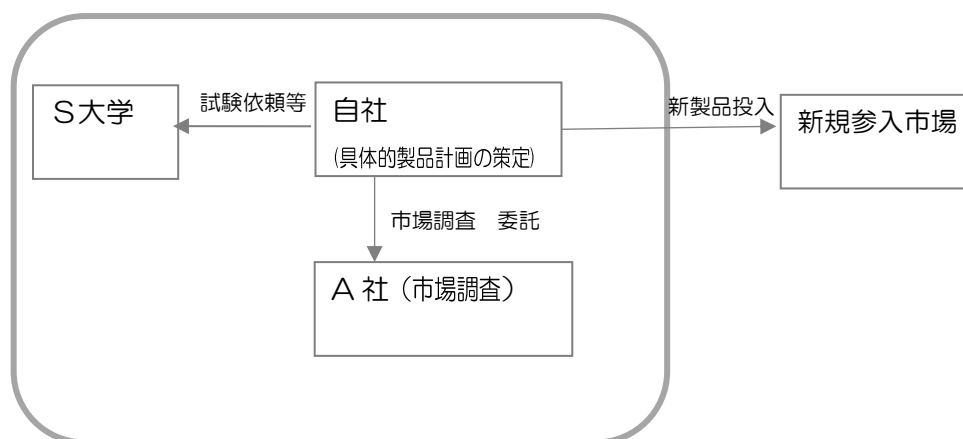 S大学
試験依頼等
自社
(具体的製品計画の策定)
新製品投入
新規参入市場
市場調査　委託
A 社（市場調査）